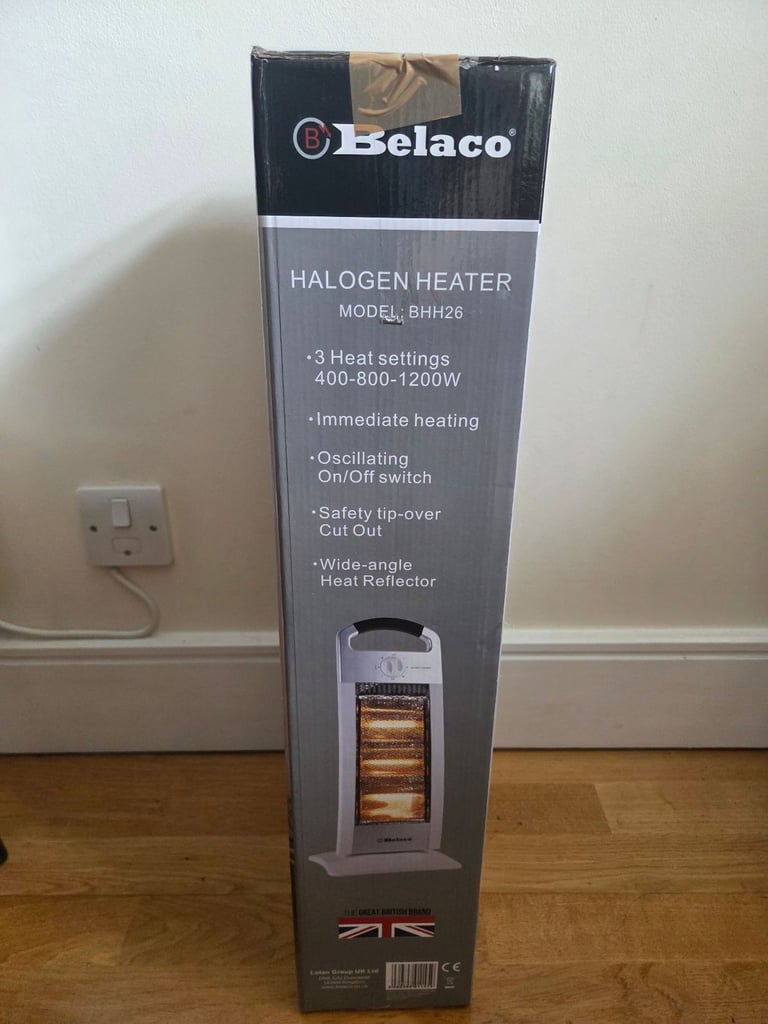 B Belaco®
HALOGEN HEATER
MODEL: BHH26
•3 Heat settings
400-800-1200W
•Immediate heating
•Oscillating
On/Off switch
•Safety tip-over
Cut Out
•Wide-angle
Heat Reflector
Belaco
THE GREAT BRITISH BRAND
Group UK Ltd
CE